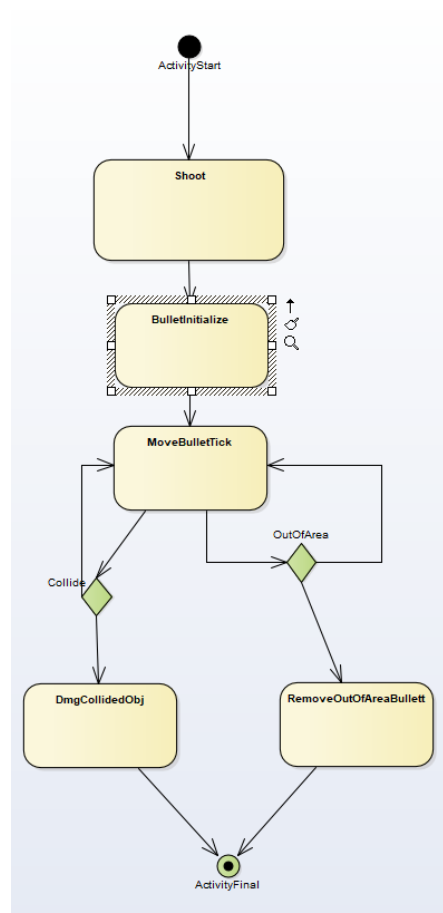 ActivityStart
Shoot
BulletInitialize
MoveBulletTick
OutOfArea
Collide
DmgCollidedObj
RemoveOutOfAreaBullett
ActivityFinal